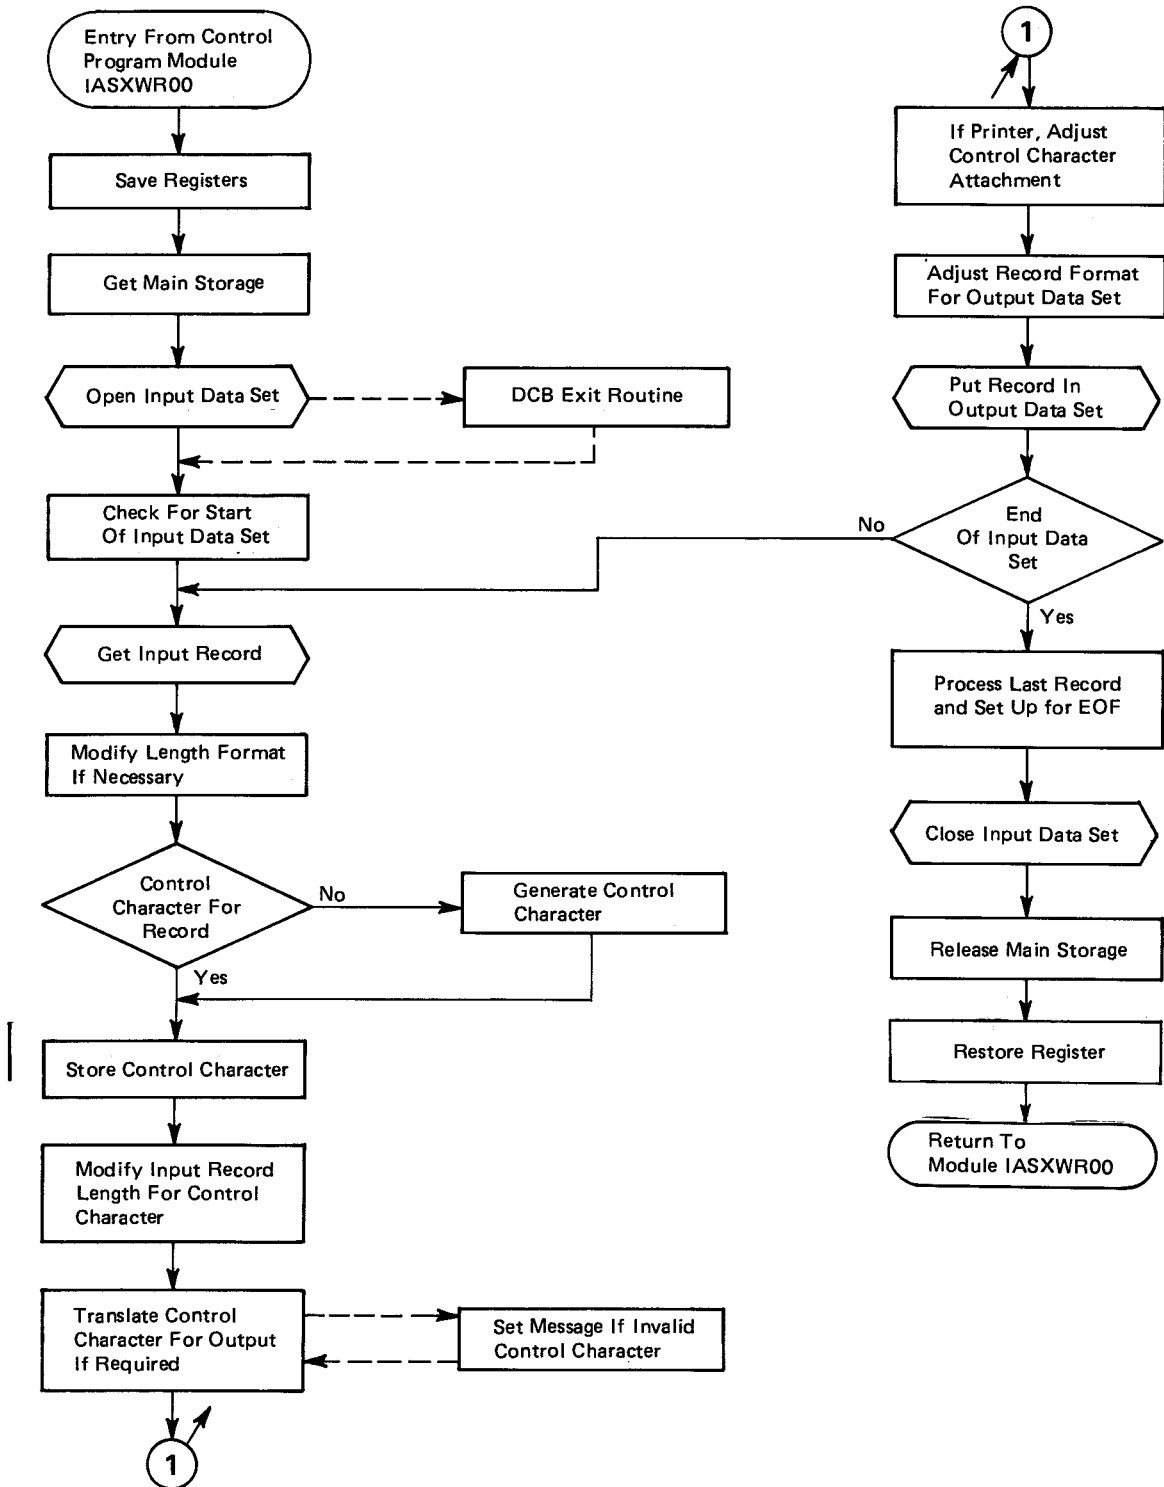 Entry From Control
Program Module
IASXWR00
Save Registers
Get Main Storage
Open Input Data Set
DCB Exit Routine
Check For Start
Of Input Data Set
Get Input Record
Modify Length Format
If Necessary
Control
Character For
Record
No
Generate Control
Character
Yes
Store Control Character
Modify Input Record
Length For Control
Character
Translate Control
Character For Output
If Required
Set Message If Invalid
Control Character
1
1
If Printer, Adjust
Control Character
Attachment
Adjust Record Format
For Output Data Set
Put Record In
Output Data Set
End
Of Input Data
Set
No
Yes
Process Last Record
and Set Up for EOF
Close Input Data Set
Release Main Storage
Restore Register
Return To
Module IASXWR00